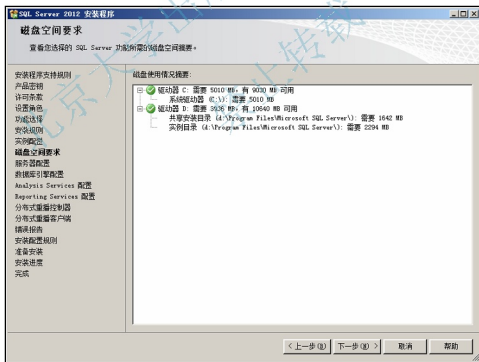 SQL Server 2012 安装程序
磁盘空间要求
查看您选择的 SQL Server 功能所需的磁盘空间摘要。
安装程序支持规则
产品密钥
许可条款
设置角色
功能选择
安装规则
实例配置
磁盘空间要求
服务器配置
数据库引擎配置
Analysis Services 配置
Reporting Services 配置
分布式重播控制器
分布式重播客户端
错误报告
安装配置规则
准备安装
安装进度
完成
磁盘使用情况摘要:
驱动器 C: 需要 5010 MB，有 9030 MB 可用
系统驱动器 (C:\): 需要 5010 MB
驱动器 D: 需要 3936 MB，有 10640 MB 可用
共享安装目录 (d:\Program Files\Microsoft SQL Server\): 需要 1642 MB
实例目录 (d:\Program Files\Microsoft SQL Server\): 需要 2294 MB
< 上一步(B)
下一步(N) >
取消
帮助